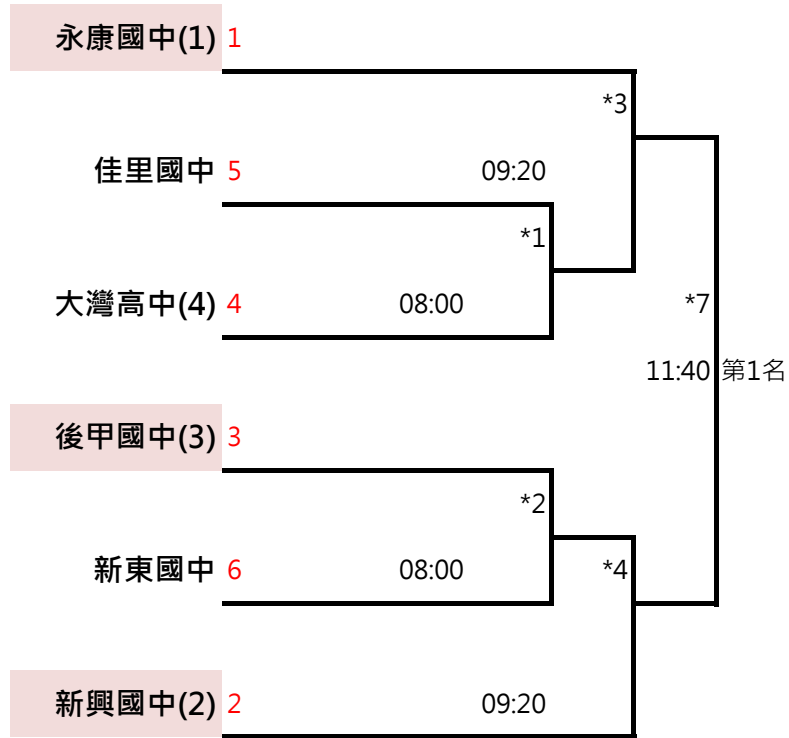 永康國中(1) 1
*3
佳里國中 5 09:20
*1
大灣高中(4) 4 08:00 *7
11:40 第1名
後甲國中(3) 3
*2
新東國中 6 08:00 *4
新興國中(2) 2 09:20